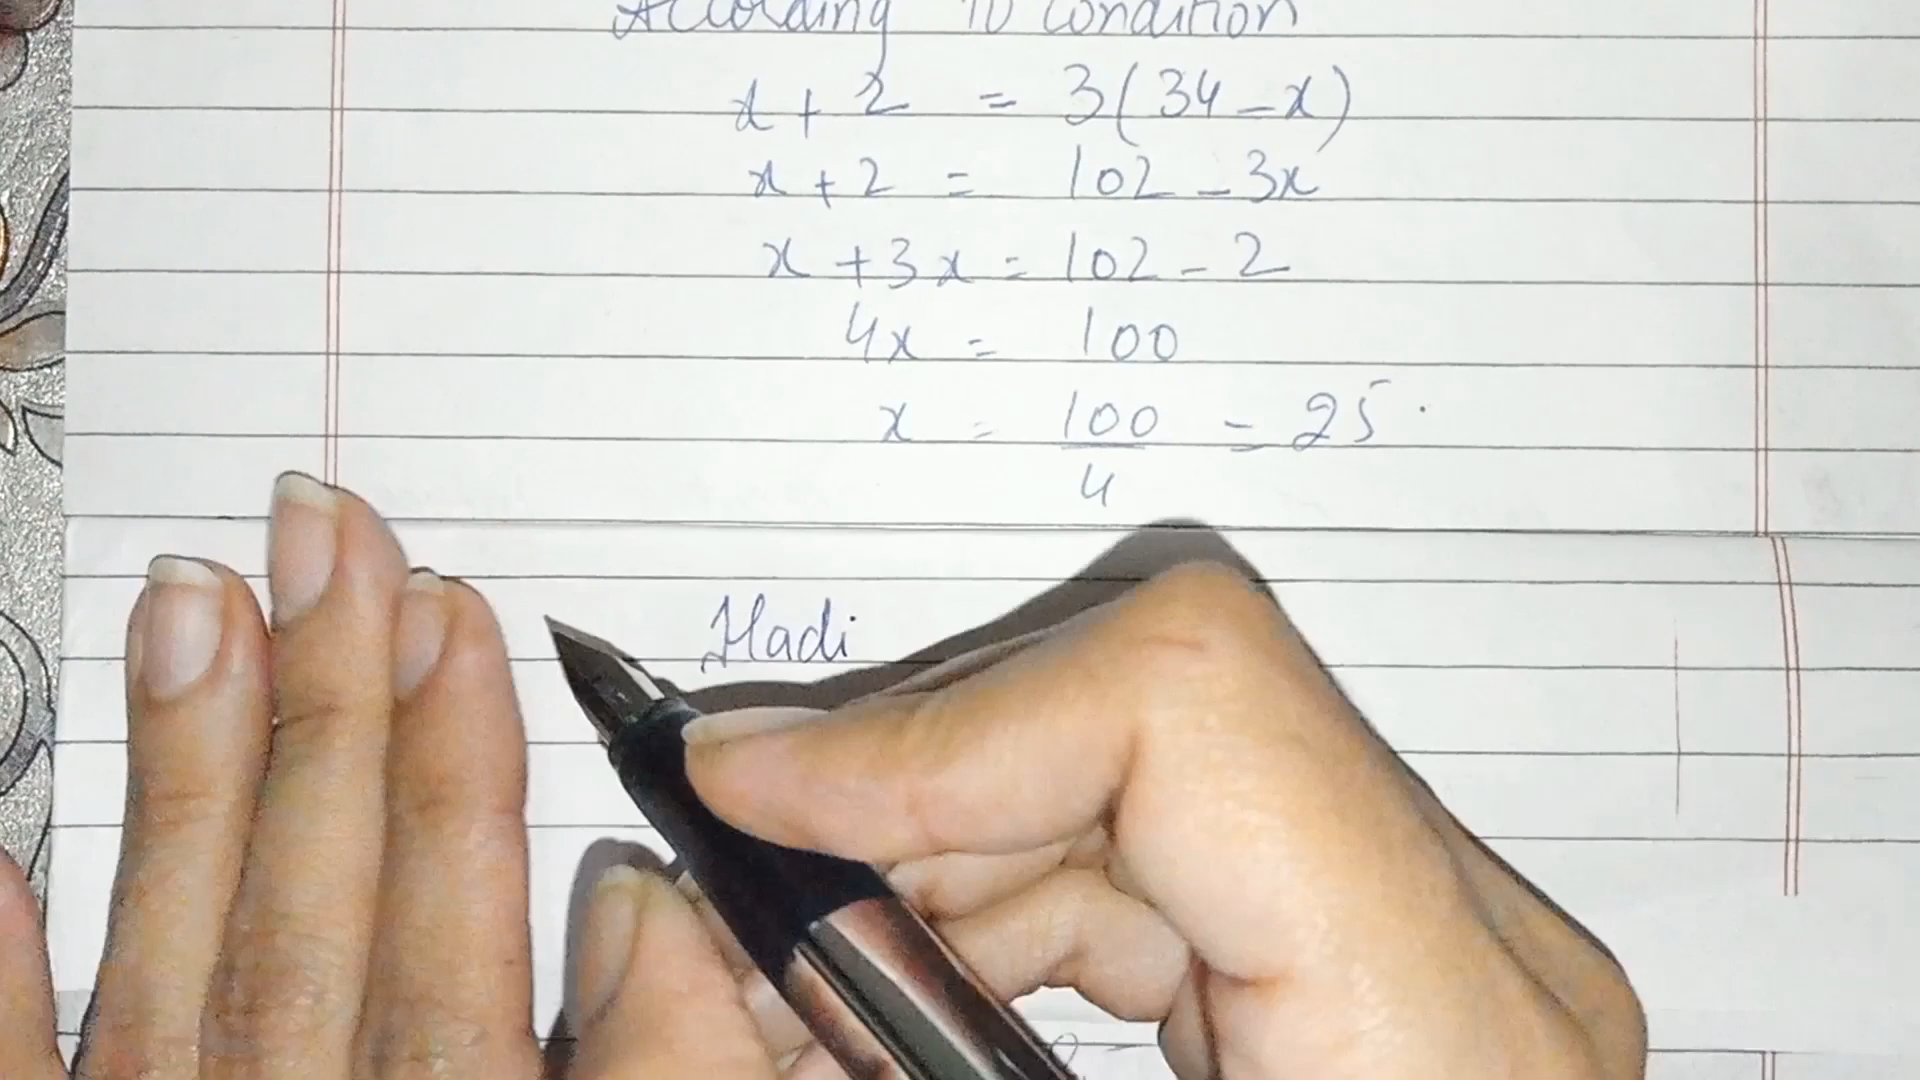 According to condition
x + 2 = 3(34 - x)
x + 2 = 102 - 3x
x + 3x = 102 - 2
4x = 100
x = 100/4 = 25.
Hadi